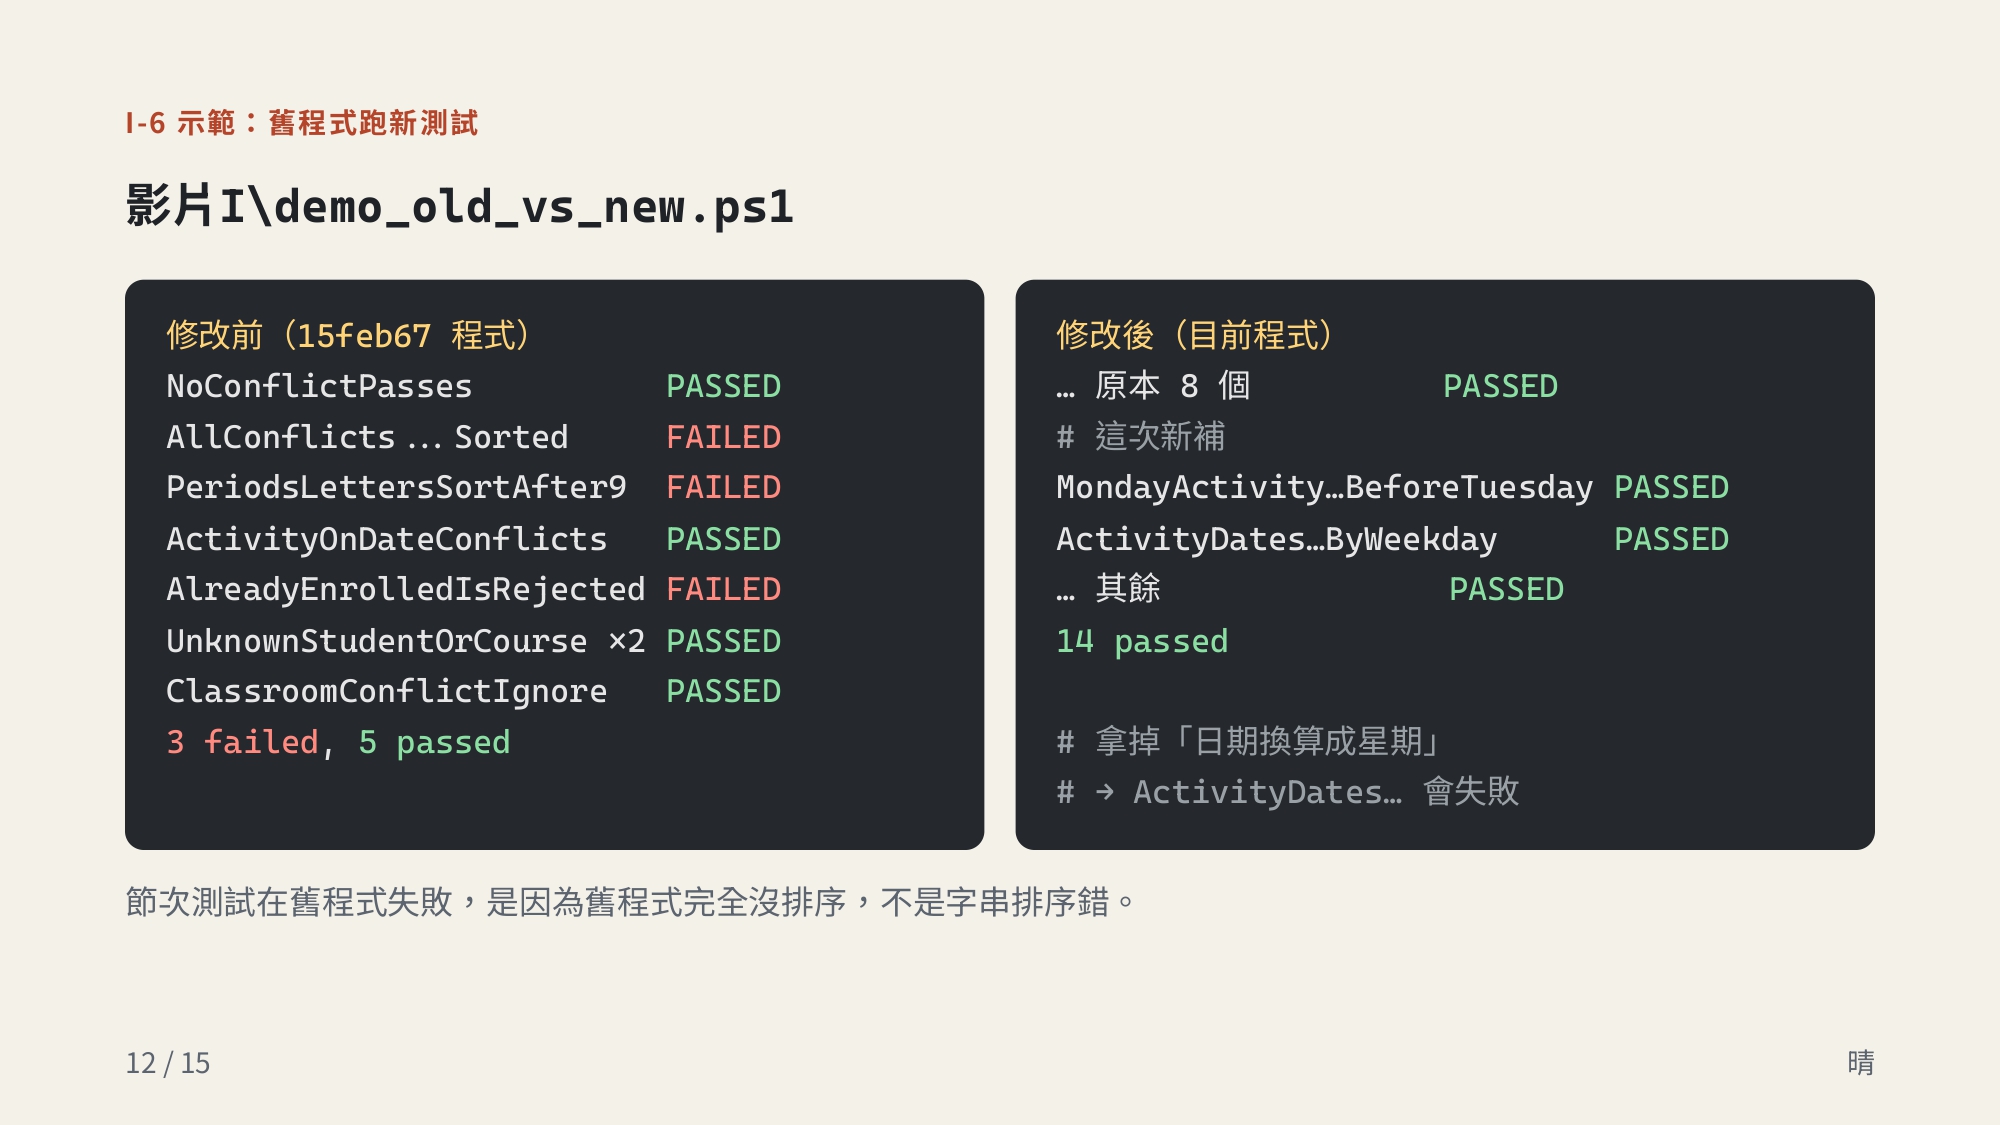 I-6 示範：舊程式跑新測試
影片I\demo_old_vs_new.ps1
修改前（15feb67 程式）
NoConflictPasses PASSED
AllConflicts … Sorted FAILED
PeriodsLettersSortAfter9 FAILED
ActivityOnDateConflicts PASSED
AlreadyEnrolledIsRejected FAILED
UnknownStudentOrCourse ×2 PASSED
ClassroomConflictIgnore PASSED
3 failed, 5 passed
修改後（目前程式）
… 原本 8 個 PASSED
# 這次新補
MondayActivity…BeforeTuesday PASSED
ActivityDates…ByWeekday PASSED
… 其餘 PASSED
14 passed
# 拿掉「日期換算成星期」
# → ActivityDates… 會失敗
節次測試在舊程式失敗，是因為舊程式完全沒排序，不是字串排序錯。
12 / 15
晴